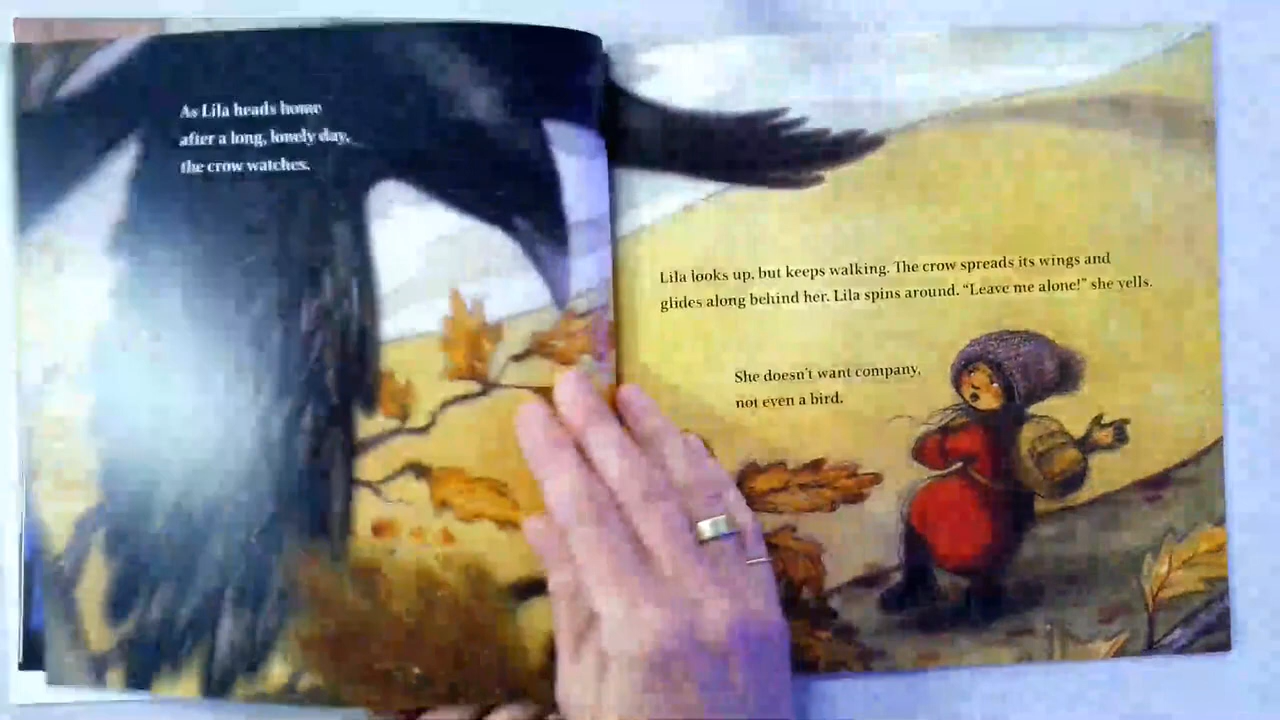 As Lila heads home
after a long, lonely day,
the crow watches.
Lila looks up, but keeps walking. The crow spreads its wings and
glides along behind her. Lila spins around. “Leave me alone!” she yells.
She doesn’t want company,
not even a bird.